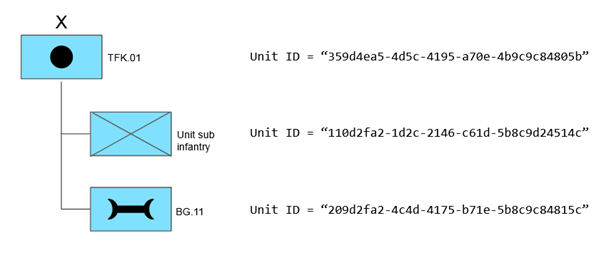 X
TFK.01
Unit ID = “359d4ea5-4d5c-4195-a70e-4b9c9c84805b”
Unit sub
infantry
Unit ID = “110d2fa2-1d2c-2146-c61d-5b8c9d24514c”
BG.11
Unit ID = “209d2fa2-4c4d-4175-b71e-5b8c9c84815c”